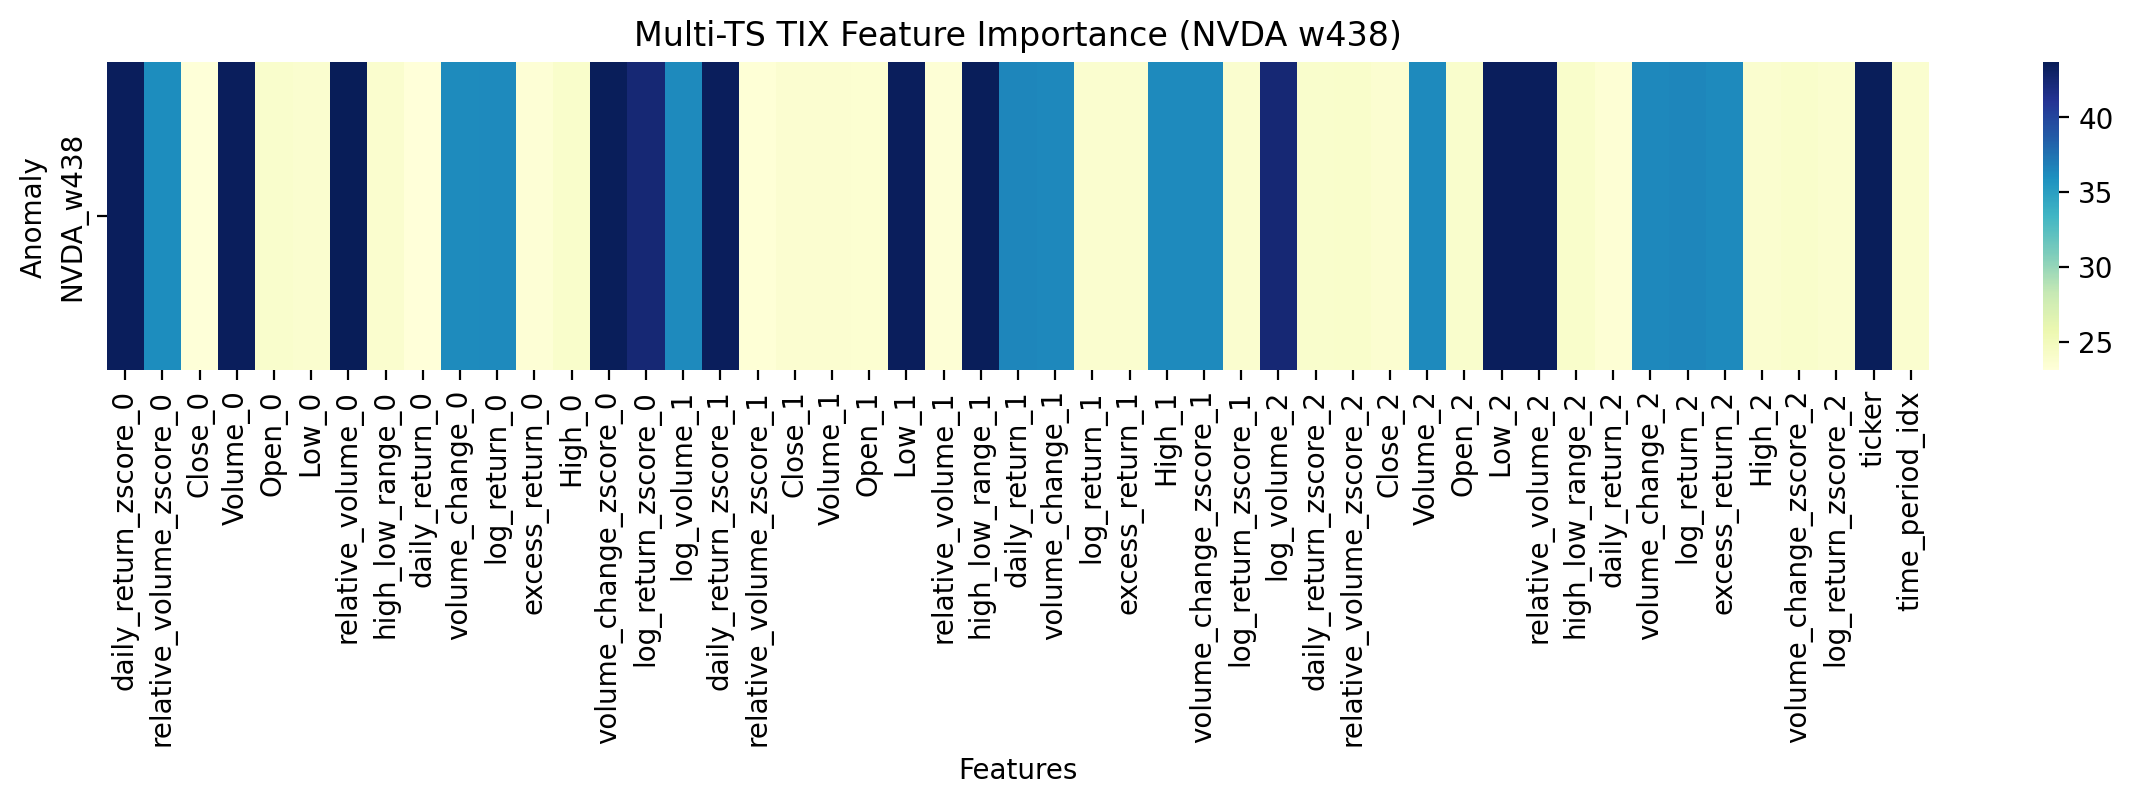 Multi-TS TIX Feature Importance (NVDA w438)
Anomaly
NVDA_w438
40
35
30
25
daily_return_zscore_0
relative_volume_zscore_0
Close_0
Volume_0
Open_0
Low_0
relative_volume_0
high_low_range_0
daily_return_0
volume_change_0
log_return_0
excess_return_0
High_0
volume_change_zscore_0
log_return_zscore_0
log_volume_1
daily_return_zscore_1
relative_volume_zscore_1
Close_1
Volume_1
Open_1
Low_1
relative_volume_1
high_low_range_1
daily_return_1
volume_change_1
log_return_1
excess_return_1
High_1
volume_change_zscore_1
log_return_zscore_1
log_volume_2
daily_return_zscore_2
relative_volume_zscore_2
Close_2
Volume_2
Open_2
Low_2
relative_volume_2
high_low_range_2
daily_return_2
volume_change_2
log_return_2
excess_return_2
High_2
volume_change_zscore_2
log_return_zscore_2
ticker
time_period_idx
Features